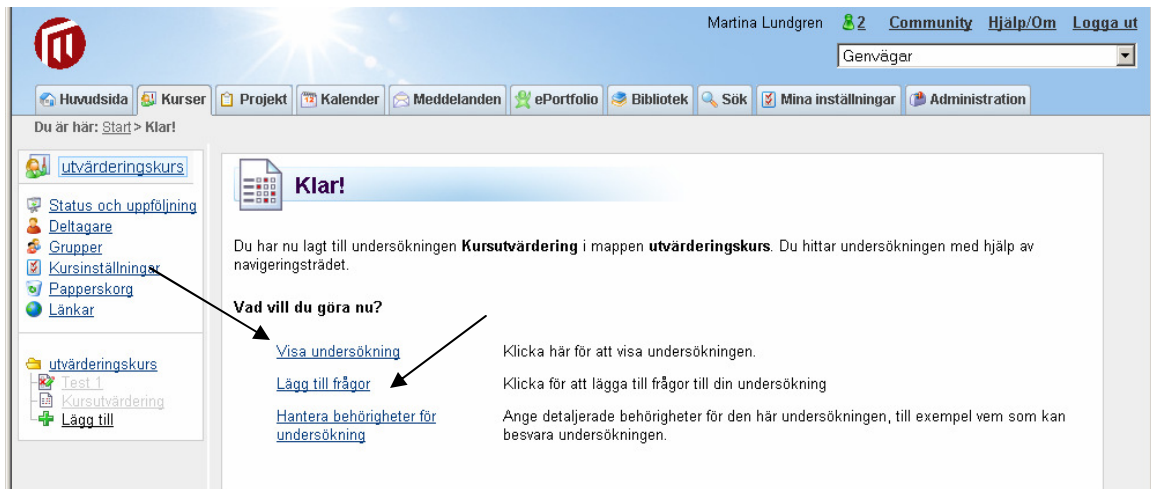 Martina Lundgren 2 Community Hjälp/Om Logga ut
Genvägar
Huvudsida Kurser Projekt Kalender Meddelanden ePortfolio Bibliotek Sök Mina inställningar Administration
Du är här: Start > Klar!
utvärderingskurs
Status och uppföljning
Deltagare
Grupper
Kursinställningar
Papperskorg
Länkar
utvärderingskurs
Test 1
Kursutvärdering
Lägg till
Klar!
Du har nu lagt till undersökningen Kursutvärdering i mappen utvärderingskurs. Du hittar undersökningen med hjälp av
navigeringsträdet.
Vad vill du göra nu?
Visa undersökning Klicka här för att visa undersökningen.
Lägg till frågor Klicka för att lägga till frågor till din undersökning
Hantera behörigheter för Ange detaljerade behörigheter för den här undersökningen, till exempel vem som kan
undersökning besvara undersökningen.